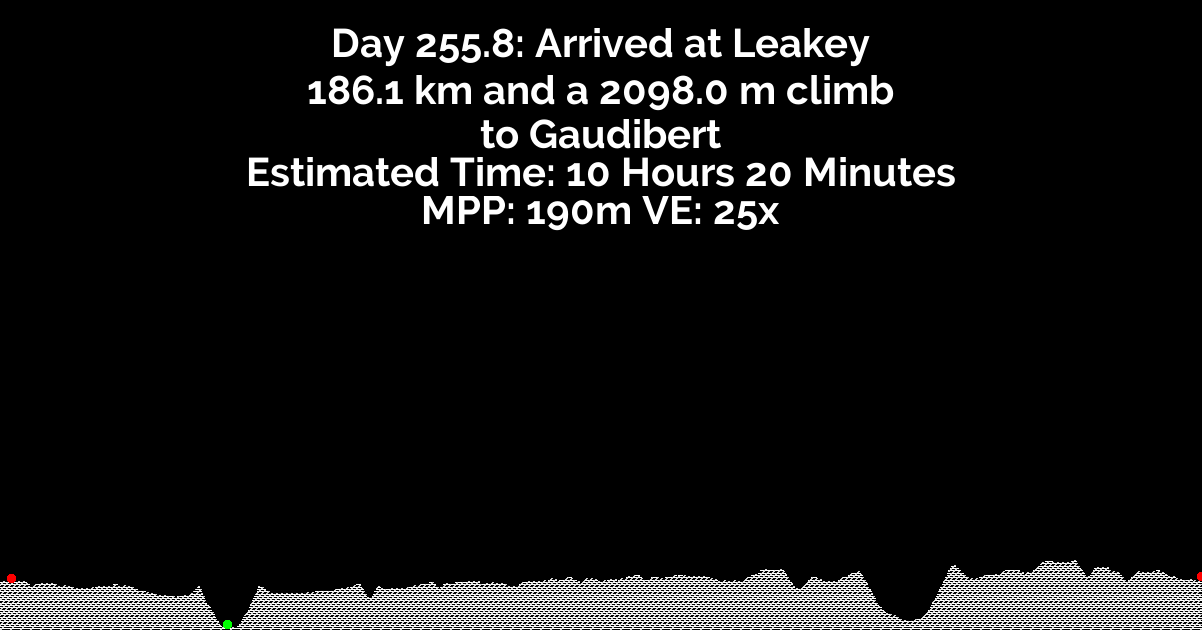 Day 255.8: Arrived at Leakey
186.1 km and a 2098.0 m climb
to Gaudibert
Estimated Time: 10 Hours 20 Minutes
MPP: 190m VE: 25x